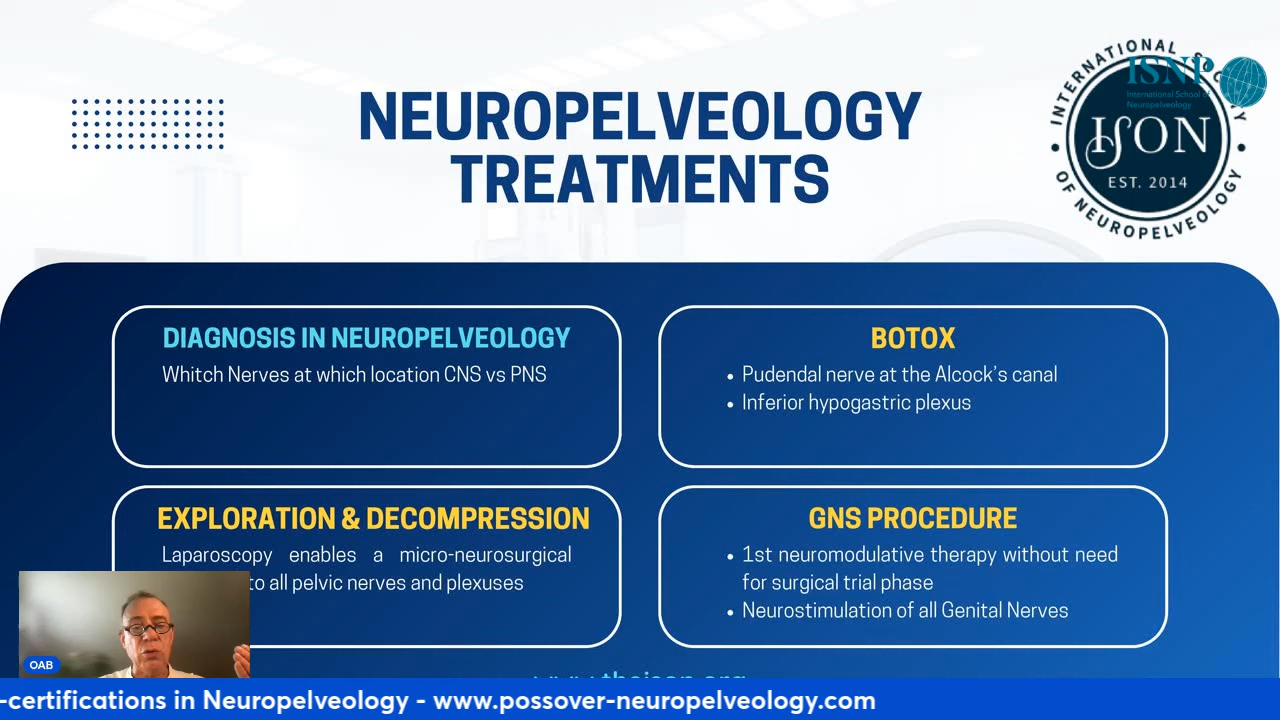 NEUROPELVEOLOGY
TREATMENTS
INTERNATIONAL SOCIETY
OF NEUROPELVEOLOGY
ISON
EST. 2014
ISNP
International School of
Neuropelveology
DIAGNOSIS IN NEUROPELVEOLOGY
Whitch Nerves at which location CNS vs PNS
BOTOX
• Pudendal nerve at the Alcock's canal
• Inferior hypogastric plexus
EXPLORATION & DECOMPRESSION
Laparoscopy enables a micro-neurosurgical
to all pelvic nerves and plexuses
GNS PROCEDURE
• 1st neuromodulative therapy without need
for surgical trial phase
• Neurostimulation of all Genital Nerves
OAB
www.theison.org
-certifications in Neuropelveology - www.possover-neuropelveology.com